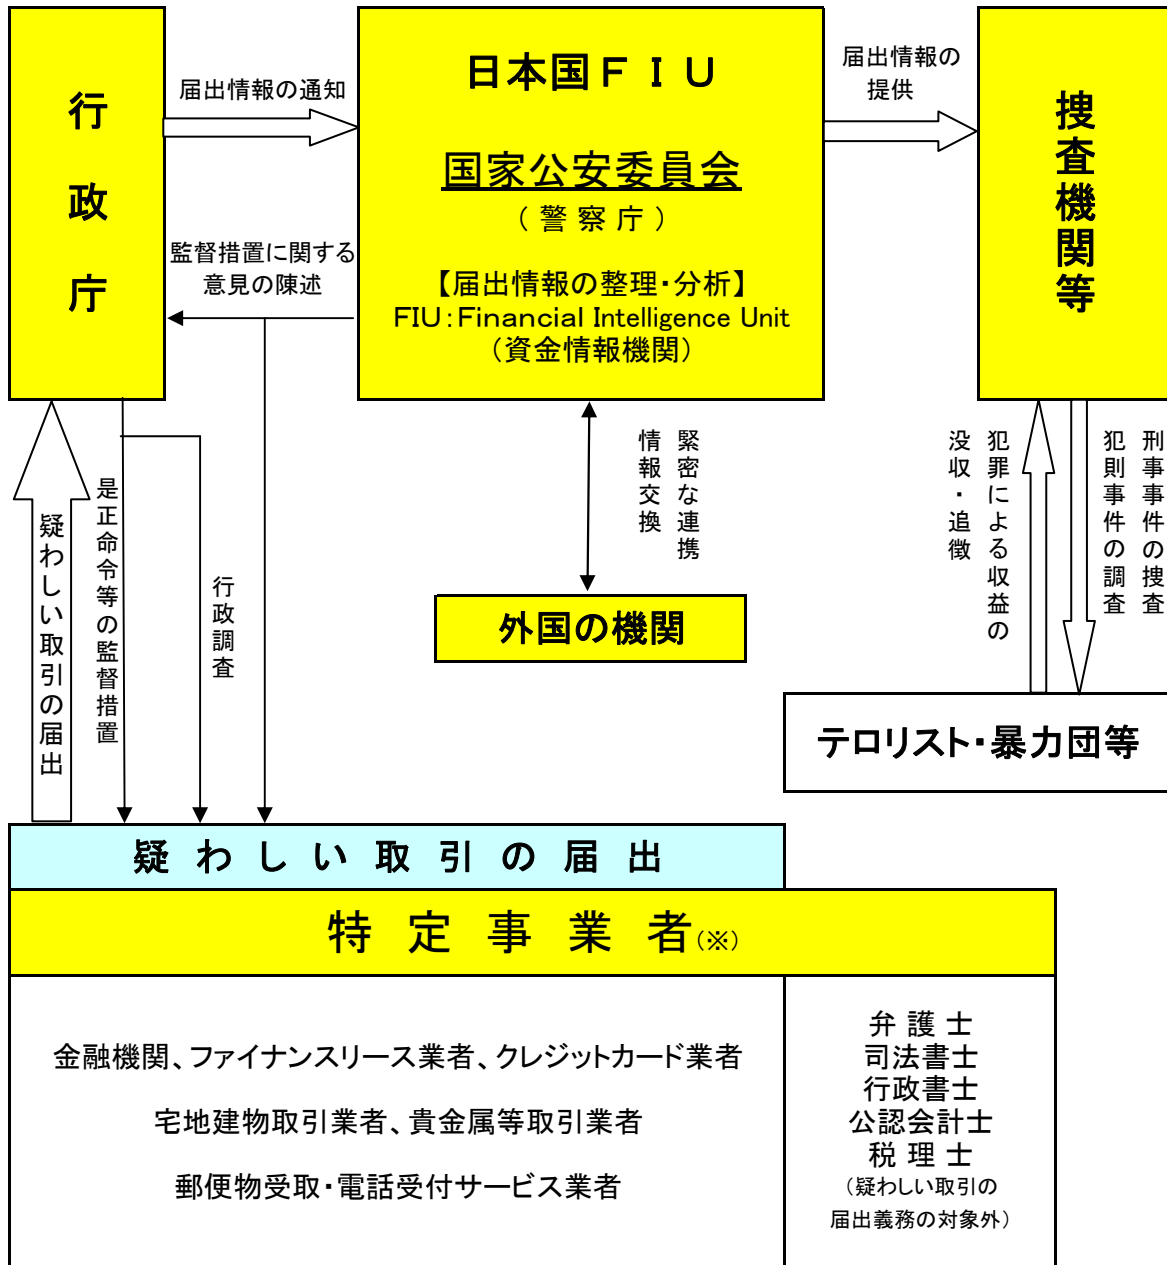 行政庁
届出情報の通知
監督措置に関する
意見の陳述
日本国ＦＩＵ
国家公安委員会
（警察庁）
【届出情報の整理・分析】
FIU：Financial Intelligence Unit
（資金情報機関）
届出情報の
提供
捜査機関等
疑わしい取引の届出
是正命令等の監督措置
行政調査
緊密な連携
情報交換
外国の機関
犯罪による収益の
没収・追徴
刑事事件の捜査
犯則事件の調査
テロリスト・暴力団等
疑わしい取引の届出
特定事業者(※)
金融機関、ファイナンスリース業者、クレジットカード業者
宅地建物取引業者、貴金属等取引業者
郵便物受取・電話受付サービス業者
弁護士
司法書士
行政書士
公認会計士
税理士
（疑わしい取引の
届出義務の対象外）